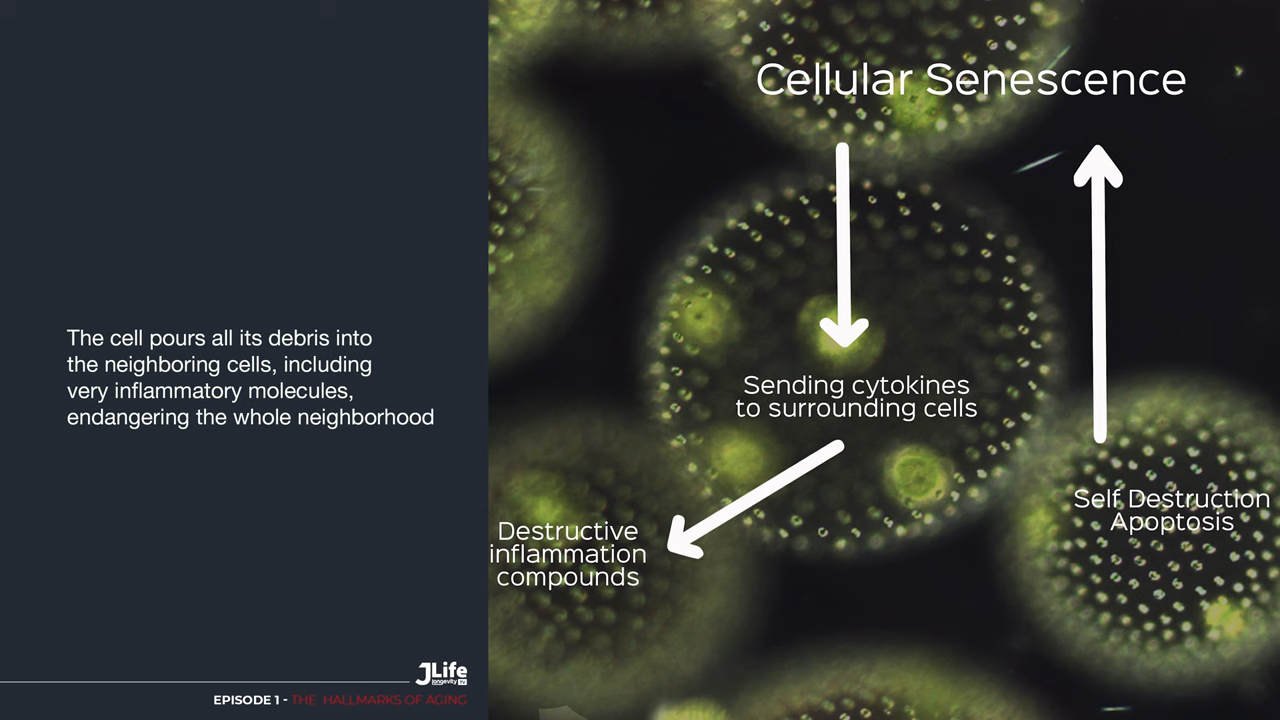 Cellular Senescence
The cell pours all its debris into
the neighboring cells, including
very inflammatory molecules,
endangering the whole neighborhood
Sending cytokines
to surrounding cells
Self Destruction
Apoptosis
Destructive
inflammation
compounds
JLife
longevity TV
EPISODE 1 - THE HALLMARKS OF AGING